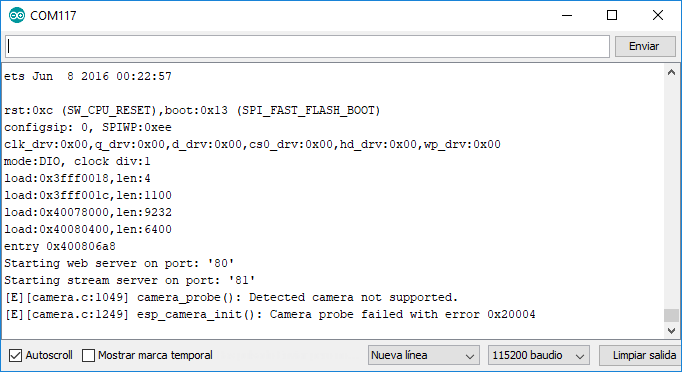 COM117
Enviar
ets Jun  8 2016 00:22:57
rst:0xc (SW_CPU_RESET),boot:0x13 (SPI_FAST_FLASH_BOOT)
configsip: 0, SPIWP:0xee
clk_drv:0x00,q_drv:0x00,d_drv:0x00,cs0_drv:0x00,hd_drv:0x00,wp_drv:0x00
mode:DIO, clock div:1
load:0x3fff0018,len:4
load:0x3fff001c,len:1100
load:0x40078000,len:9232
load:0x40080400,len:6400
entry 0x400806a8
Starting web server on port: '80'
Starting stream server on port: '81'
[E][camera.c:1049] camera_probe(): Detected camera not supported.
[E][camera.c:1249] esp_camera_init(): Camera probe failed with error 0x20004
Autoscroll Mostrar marca temporal Nueva línea 115200 baudio Limpiar salida